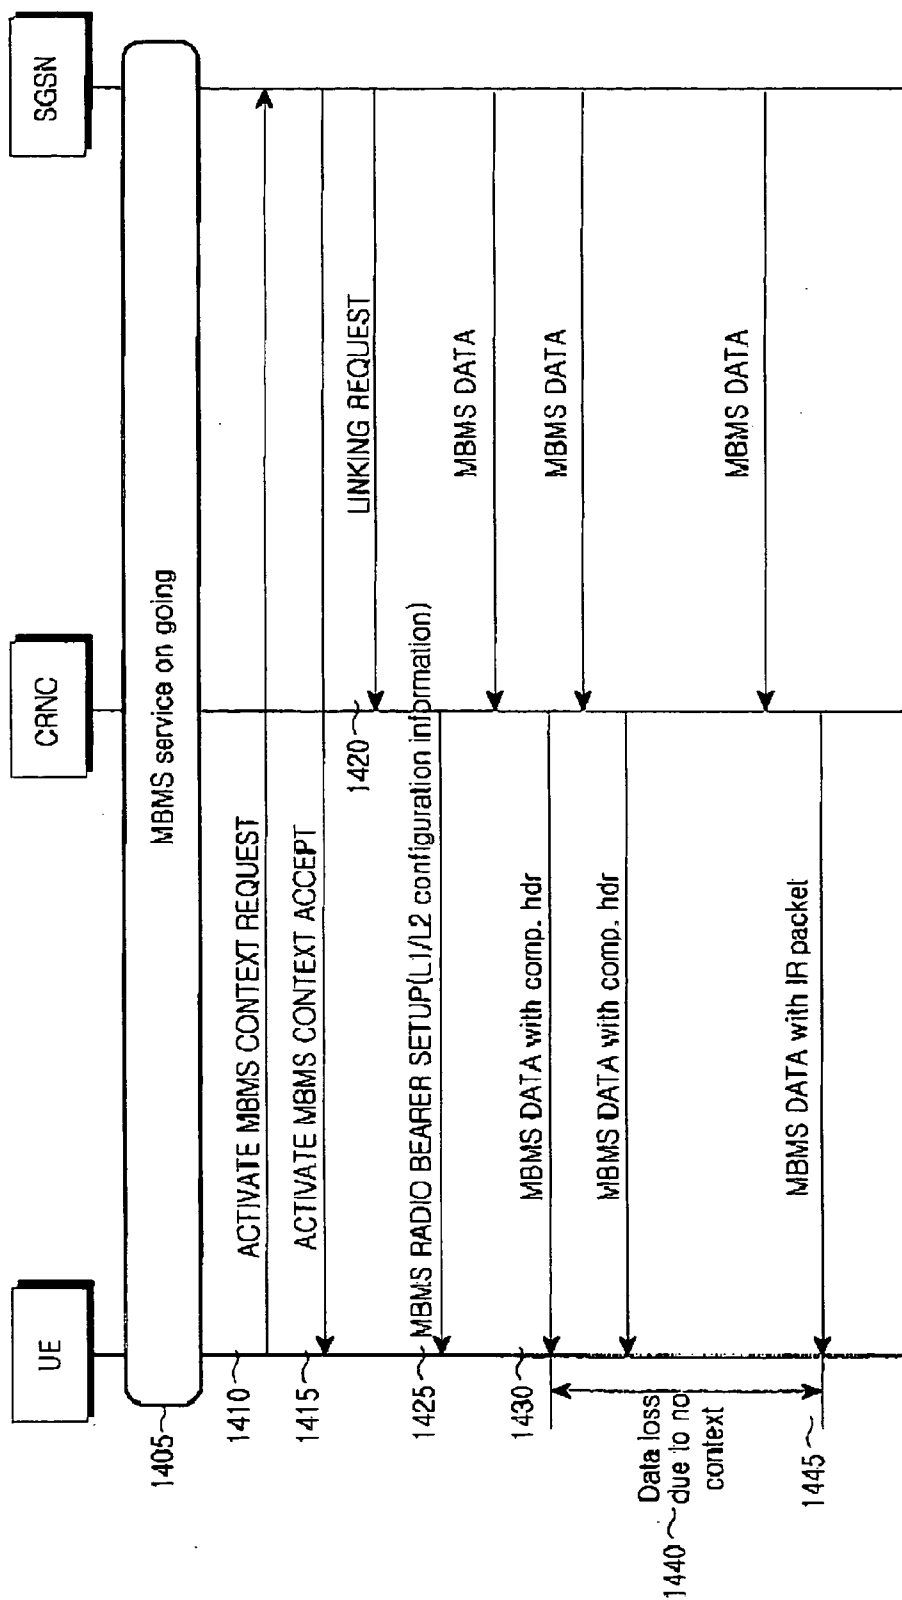 UE
CRNC
SGSN
1405
MBMS service on going
1410
ACTIVATE MBMS CONTEXT REQUEST
1415
ACTIVATE MBMS CONTEXT ACCEPT
1420
LINKING REQUEST
1425
MBMS RADIO BEARER SETUP(L1/L2 configuration information)
MBMS DATA
1430
MBMS DATA with comp. hdr
MBMS DATA
MBMS DATA with comp. hdr
1440
Data loss
due to no
context
MBMS DATA
1445
MBMS DATA with IR packet